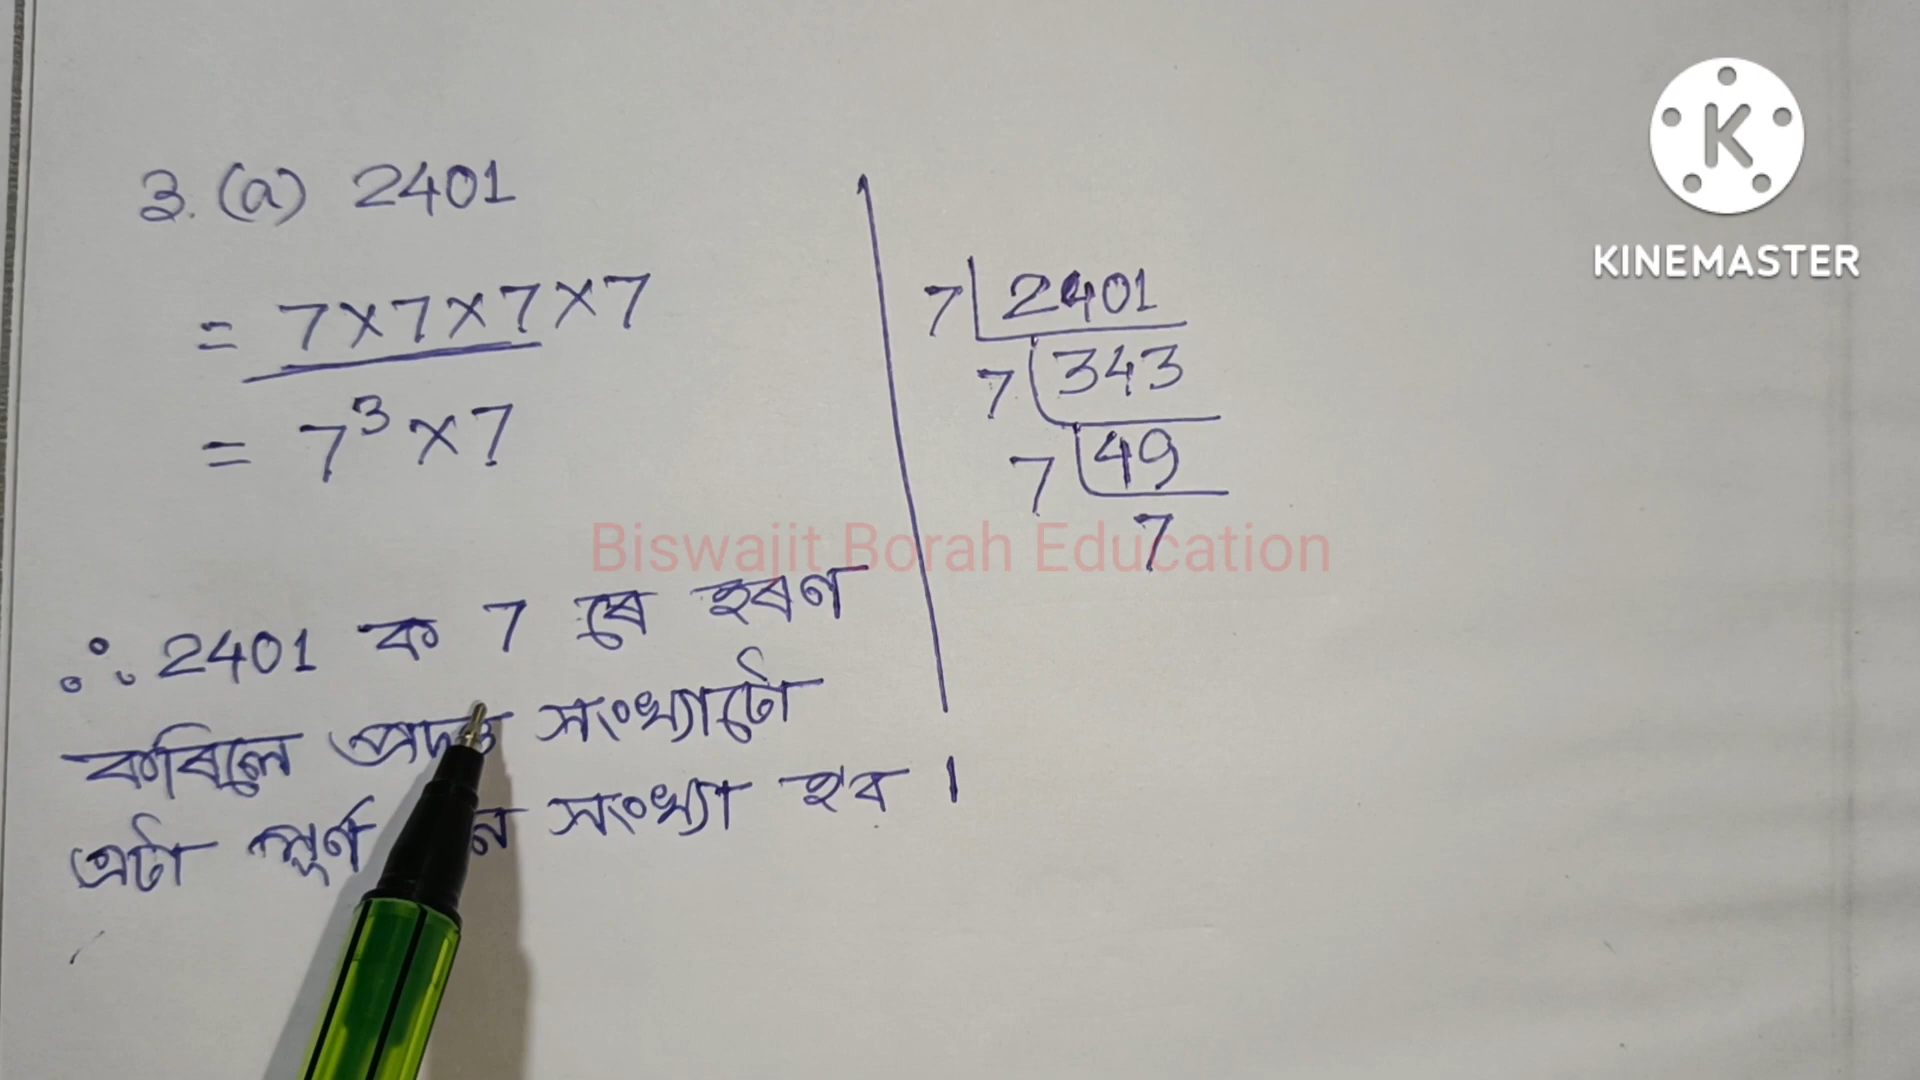 3. (a) 2401
= 7×7×7×7
= 7³×7
7 2401
7 343
7 49
7
∴ 2401 ক 7 ৰে হৰণ
কৰিলে প্ৰদত্ত সংখ্যাটো
এটা পূৰ্ণ সংখ্যা হ'ব ।
Biswajit Borah Education
K
KINEMASTER